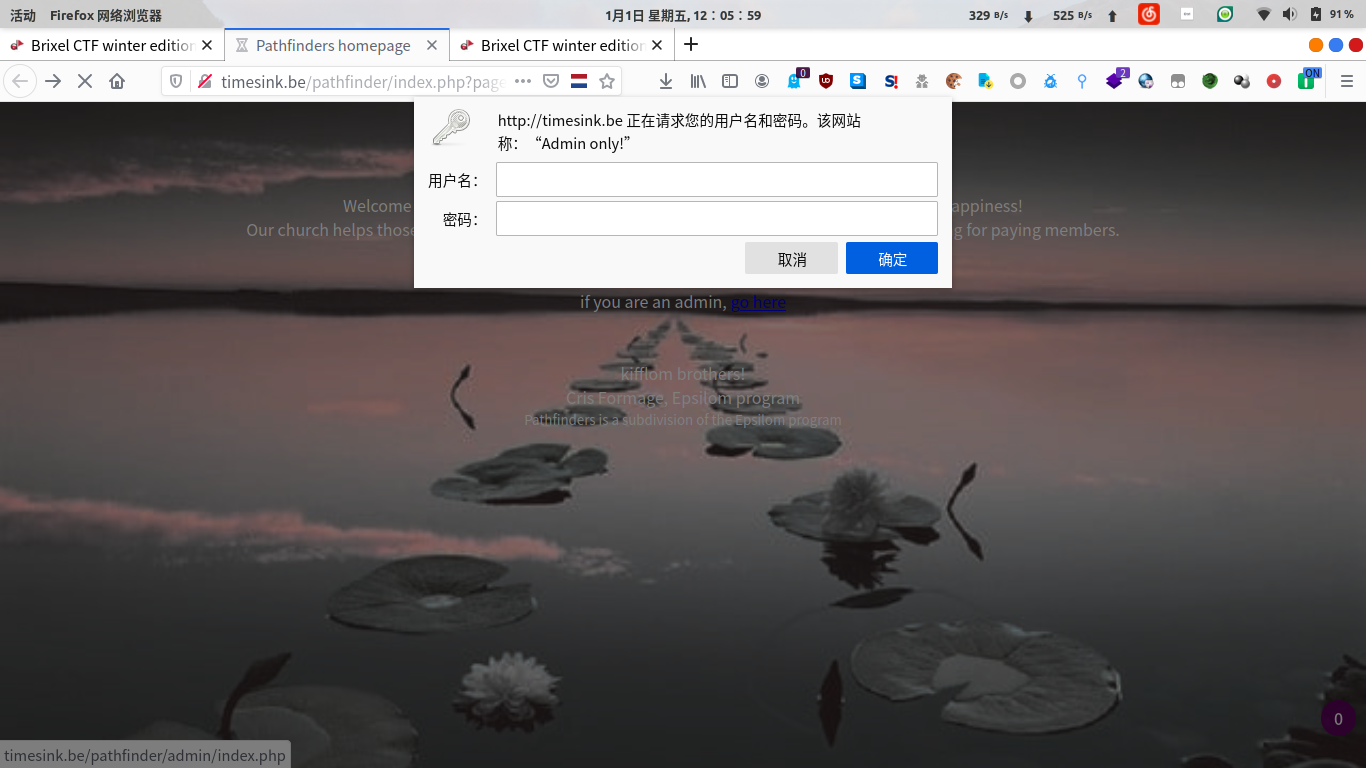 活动 Firefox 网络浏览器 1月1日 星期五, 12：05：59 329 B/s 525 B/s 91 %
Brixel CTF winter edition Pathfinders homepage Brixel CTF winter edition
timesink.be/pathfinder/index.php?page 0 2 ON
http://timesink.be 正在请求您的用户名和密码。该网站
称：“Admin only!”
用户名：
密码：
取消 确定
Welcome appiness!
Our church helps those g for paying members.
if you are an admin, go here
kifflom brothers!
Cris Formage, Epsilom program
Pathfinders is a subdivision of the Epsilom program
0
timesink.be/pathfinder/admin/index.php